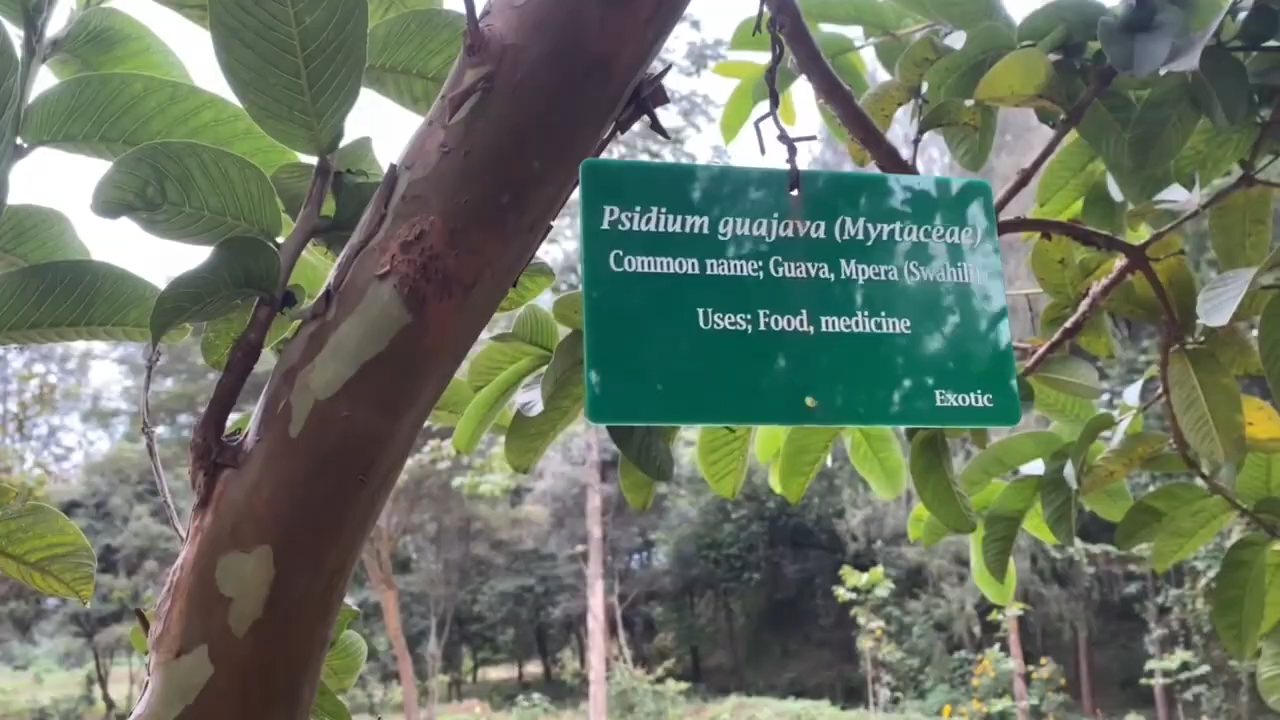 Psidium guajava (Myrtaceae)
Common name; Guava, Mpera (Swahili)
Uses; Food, medicine
Exotic